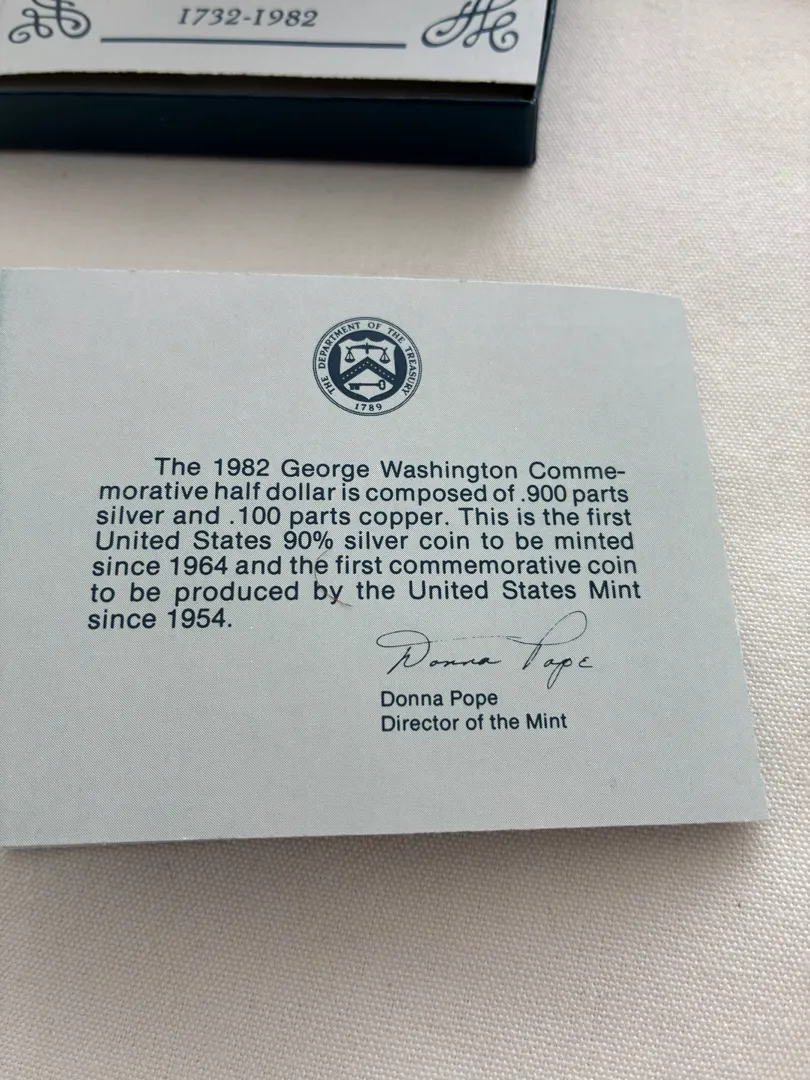 1732-1982
THE DEPARTMENT OF THE TREASURY
1789
The 1982 George Washington Comme-
morative half dollar is composed of .900 parts
silver and .100 parts copper. This is the first
United States 90% silver coin to be minted
since 1964 and the first commemorative coin
to be produced by the United States Mint
since 1954.
Donna Pope
Donna Pope
Director of the Mint